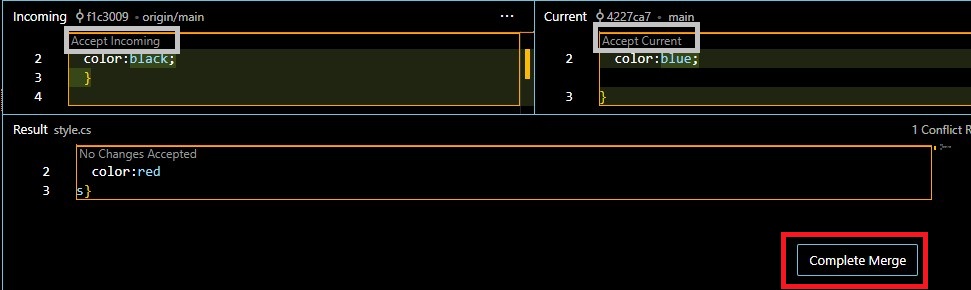 Incoming f1c3009 • origin/main ···
Accept Incoming
2 color:black;
3 }
4
Current 4227ca7 • main
Accept Current
2 color:blue;
3 }
Result style.cs 1 Conflict R
No Changes Accepted
2 color:red
3 s}
Complete Merge